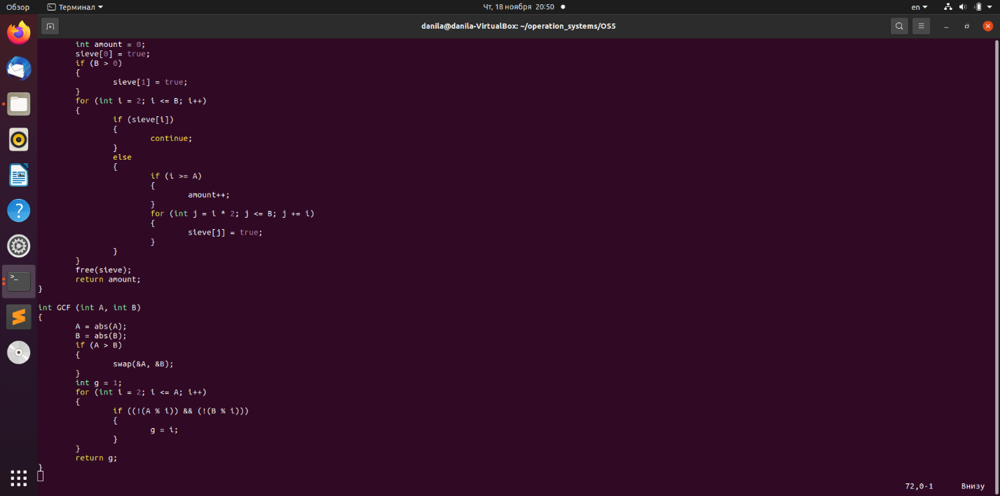 Обзор
Терминал
Чт, 18 ноября 20:50
en
danila@danila-VirtualBox: ~/operation_systems/OS5
int amount = 0;
sieve[0] = true;
if (B > 0)
{
sieve[1] = true;
}
for (int i = 2; i <= B; i++)
{
if (sieve[i])
{
continue;
}
else
{
if (i >= A)
{
amount++;
}
for (int j = i * 2; j <= B; j += i)
{
sieve[j] = true;
}
}
}
free(sieve);
return amount;
}
int GCF (int A, int B)
{
A = abs(A);
B = abs(B);
if (A > B)
{
swap(&A, &B);
}
int g = 1;
for (int i = 2; i <= A; i++)
{
if ((!(A % i)) && (!(B % i)))
{
g = i;
}
}
return g;
}
72,0-1 Внизу